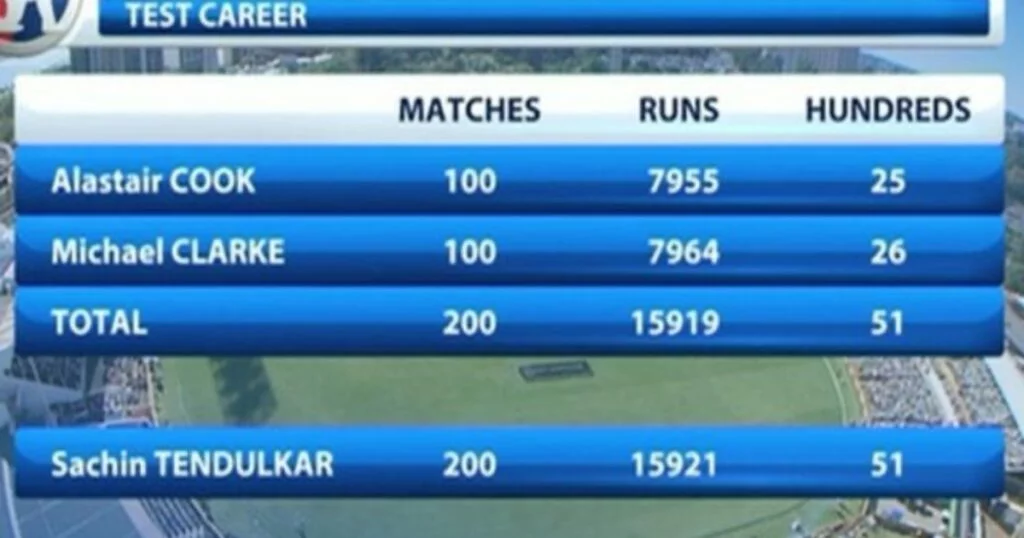 TEST CAREER
MATCHES RUNS HUNDREDS
Alastair COOK 100 7955 25
Michael CLARKE 100 7964 26
TOTAL 200 15919 51
Sachin TENDULKAR 200 15921 51